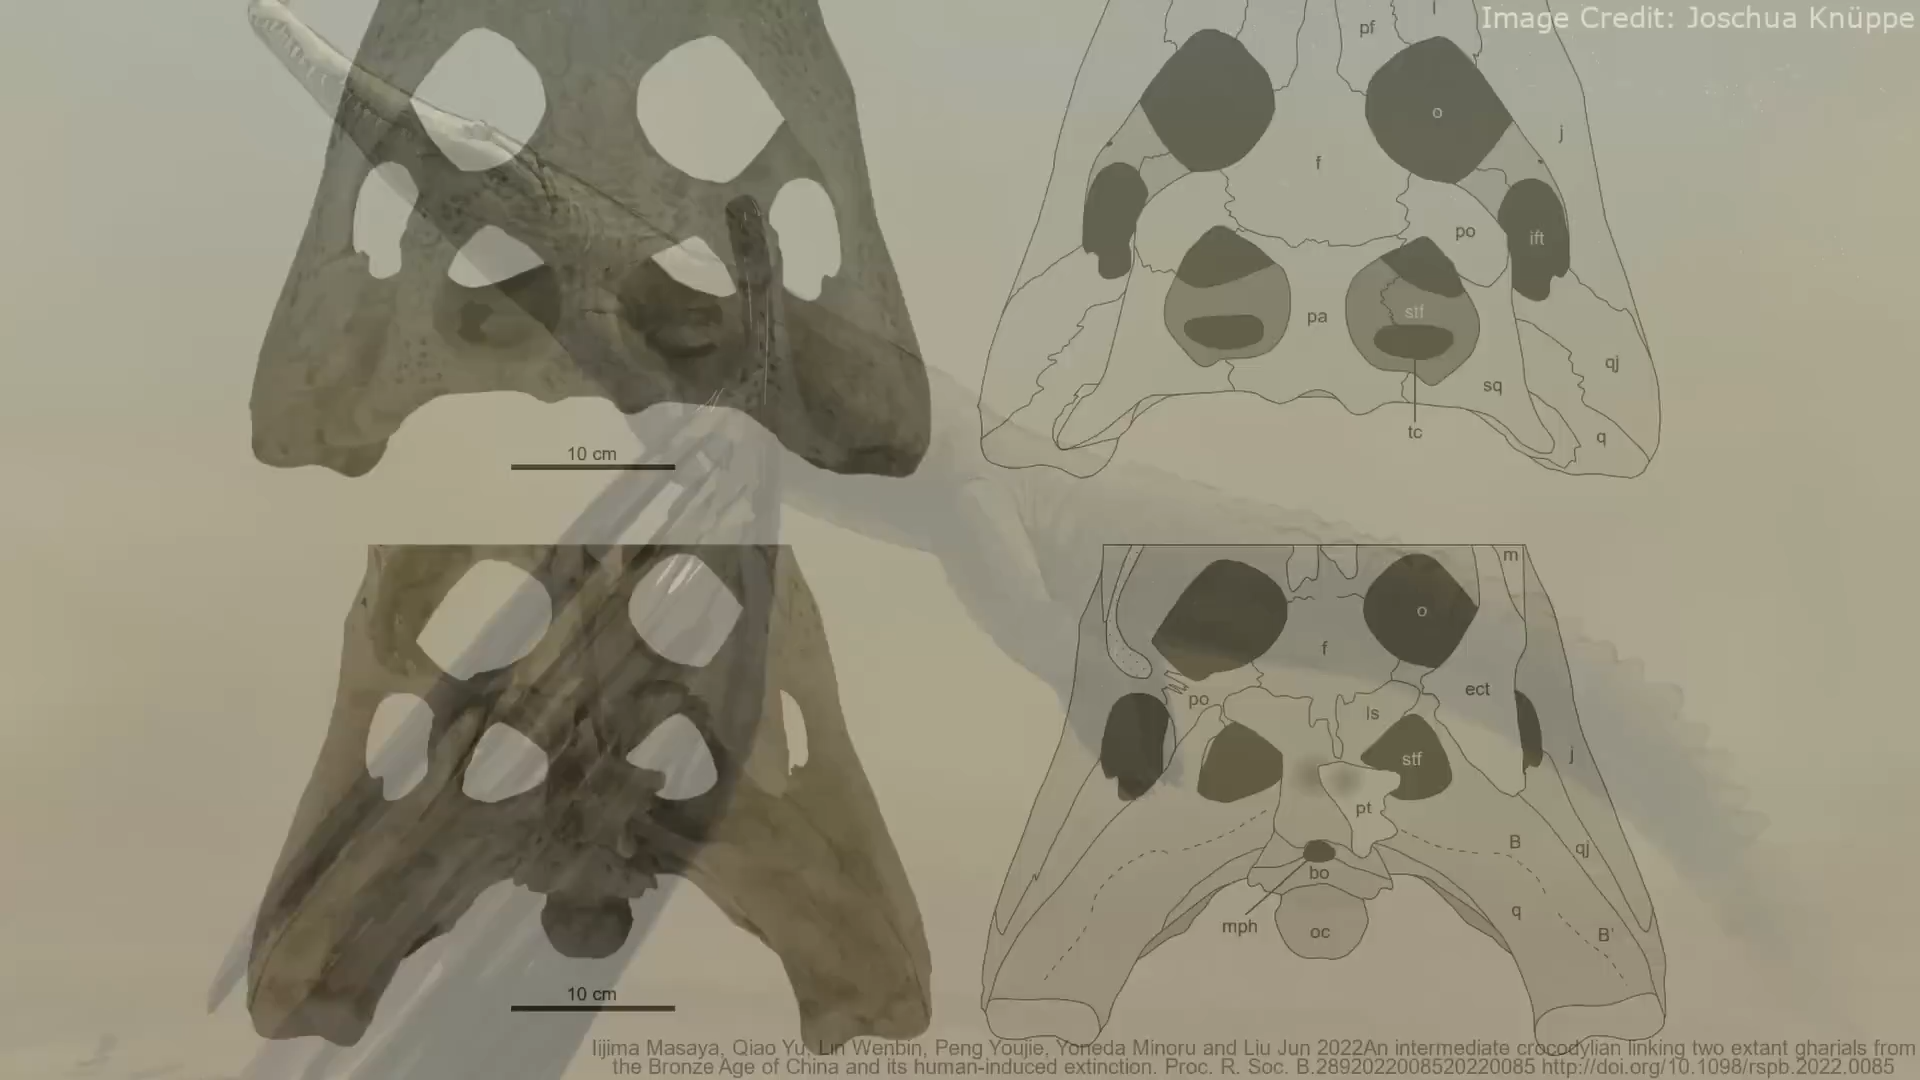 Image Credit: Joschua Knüppe
l
pf
o
j
f
po
ift
pa
stf
qj
sq
tc
q
10 cm
m
o
f
ect
po
ls
stf
j
pt
B
qj
bo
q
mph
oc
B'
10 cm
Iijima Masaya, Qiao Yu, Lin Wenbin, Peng Youjie, Yoneda Minoru and Liu Jun 2022An intermediate crocodylian linking two extant gharials from
the Bronze Age of China and its human-induced extinction. Proc. R. Soc. B.2892022008520220085 http://doi.org/10.1098/rspb.2022.0085